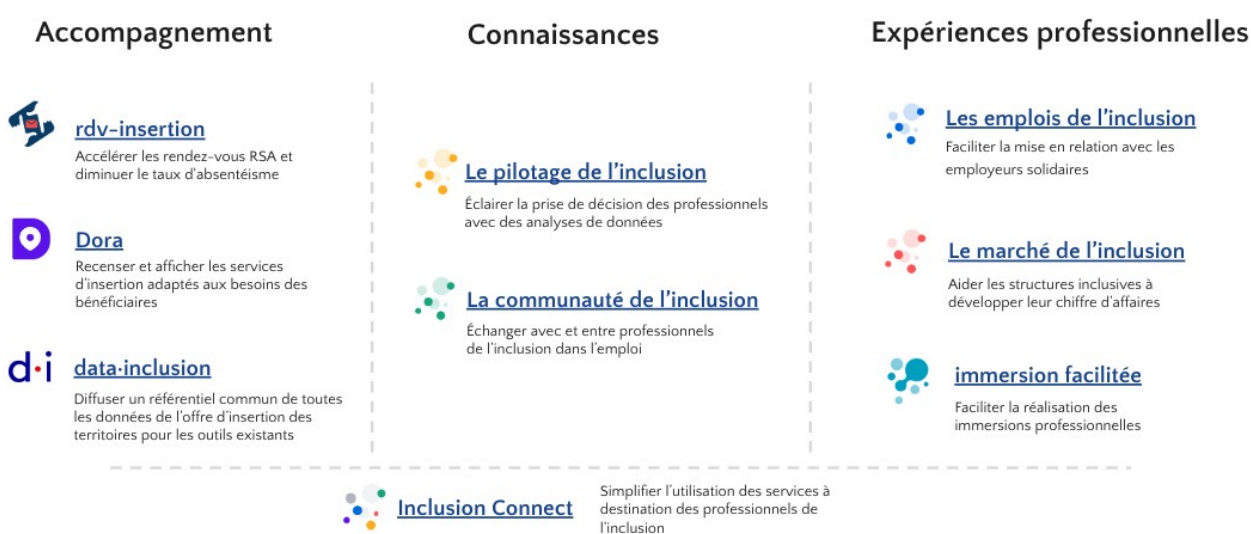 Accompagnement
rdv-insertion
Accélérer les rendez-vous RSA et
diminuer le taux d'absentéisme
Dora
Recenser et afficher les services
d'insertion adaptés aux besoins des
bénéficiaires
d·i
data·inclusion
Diffuser un référentiel commun de toutes
les données de l'offre d'insertion des
territoires pour les outils existants
Connaissances
Le pilotage de l'inclusion
Éclairer la prise de décision des professionnels
avec des analyses de données
La communauté de l'inclusion
Échanger avec et entre professionnels
de l'inclusion dans l'emploi
Expériences professionnelles
Les emplois de l'inclusion
Faciliter la mise en relation avec les
employeurs solidaires
Le marché de l'inclusion
Aider les structures inclusives à
développer leur chiffre d'affaires
immersion facilitée
Faciliter la réalisation des
immersions professionnelles
Inclusion Connect
Simplifier l'utilisation des services à
destination des professionnels de
l'inclusion